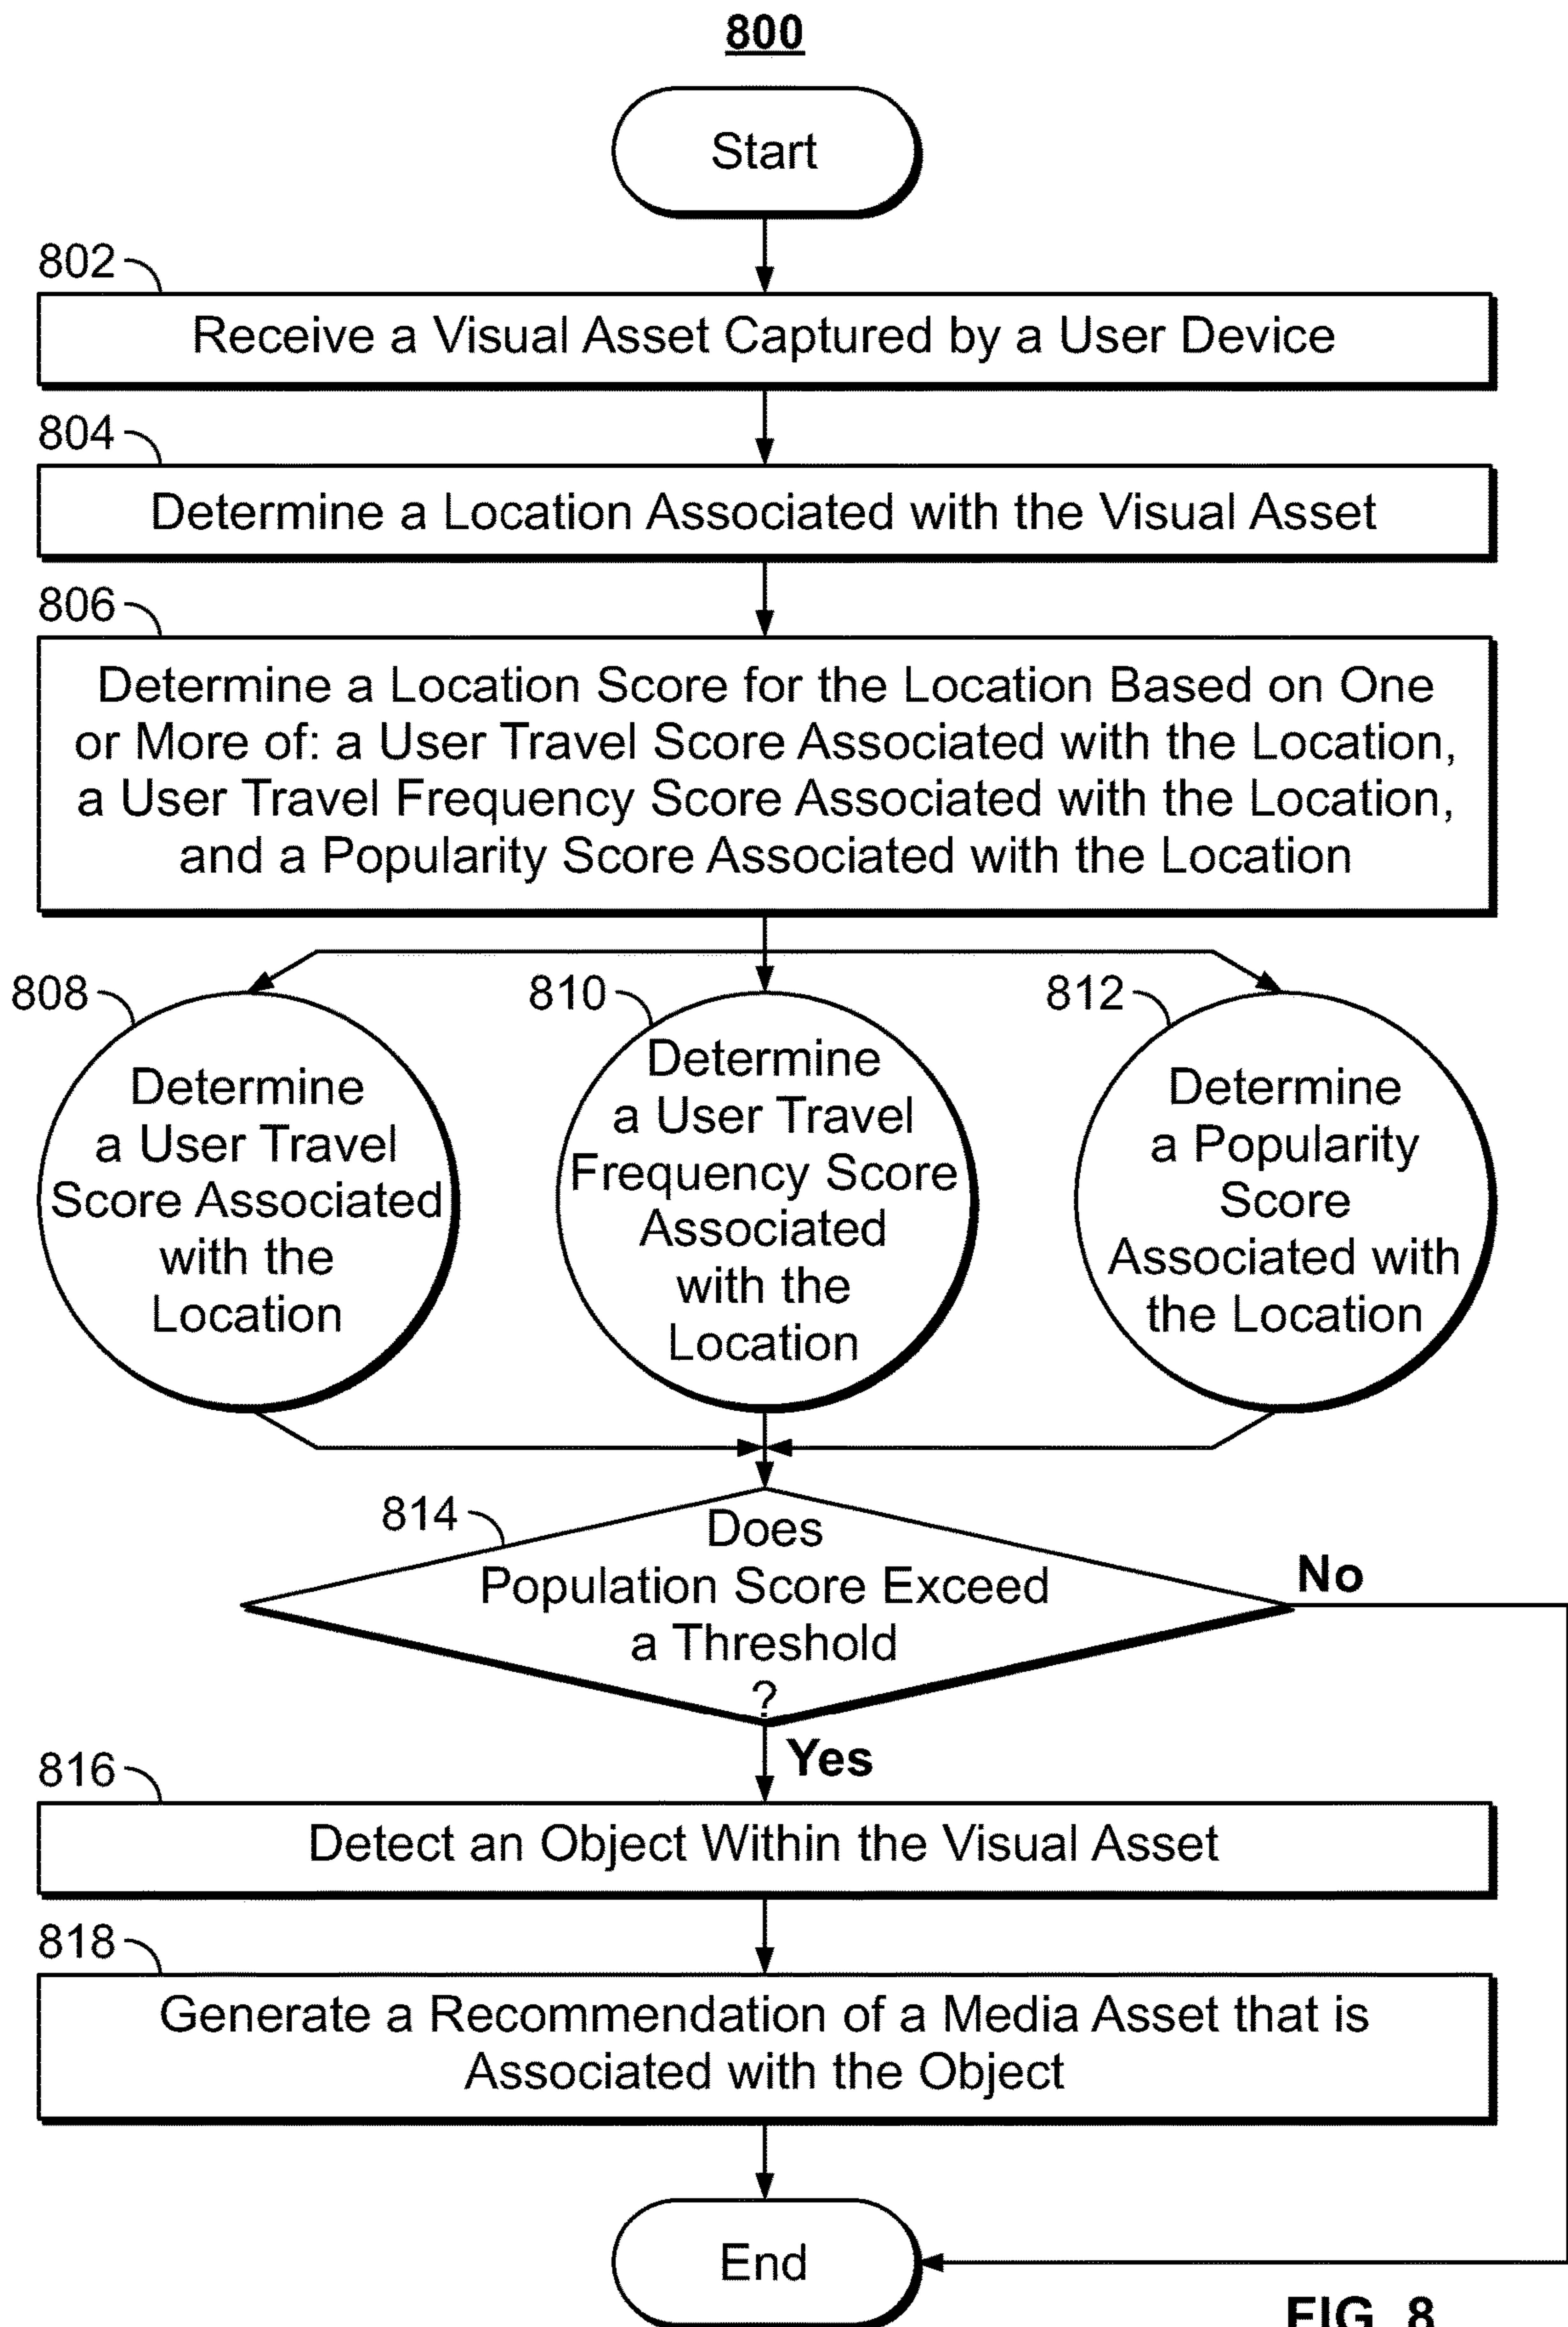 800
Start
802
Receive a Visual Asset Captured by a User Device
804
Determine a Location Associated with the Visual Asset
806
Determine a Location Score for the Location Based on One
or More of: a User Travel Score Associated with the Location,
a User Travel Frequency Score Associated with the Location,
and a Popularity Score Associated with the Location
808
Determine
a User Travel
Score Associated
with the
Location
810
Determine
a User Travel
Frequency Score
Associated
with the
Location
812
Determine
a Popularity
Score
Associated with
the Location
814
Does
Population Score Exceed
a Threshold
?
No
Yes
816
Detect an Object Within the Visual Asset
818
Generate a Recommendation of a Media Asset that is
Associated with the Object
End
FIG. 8